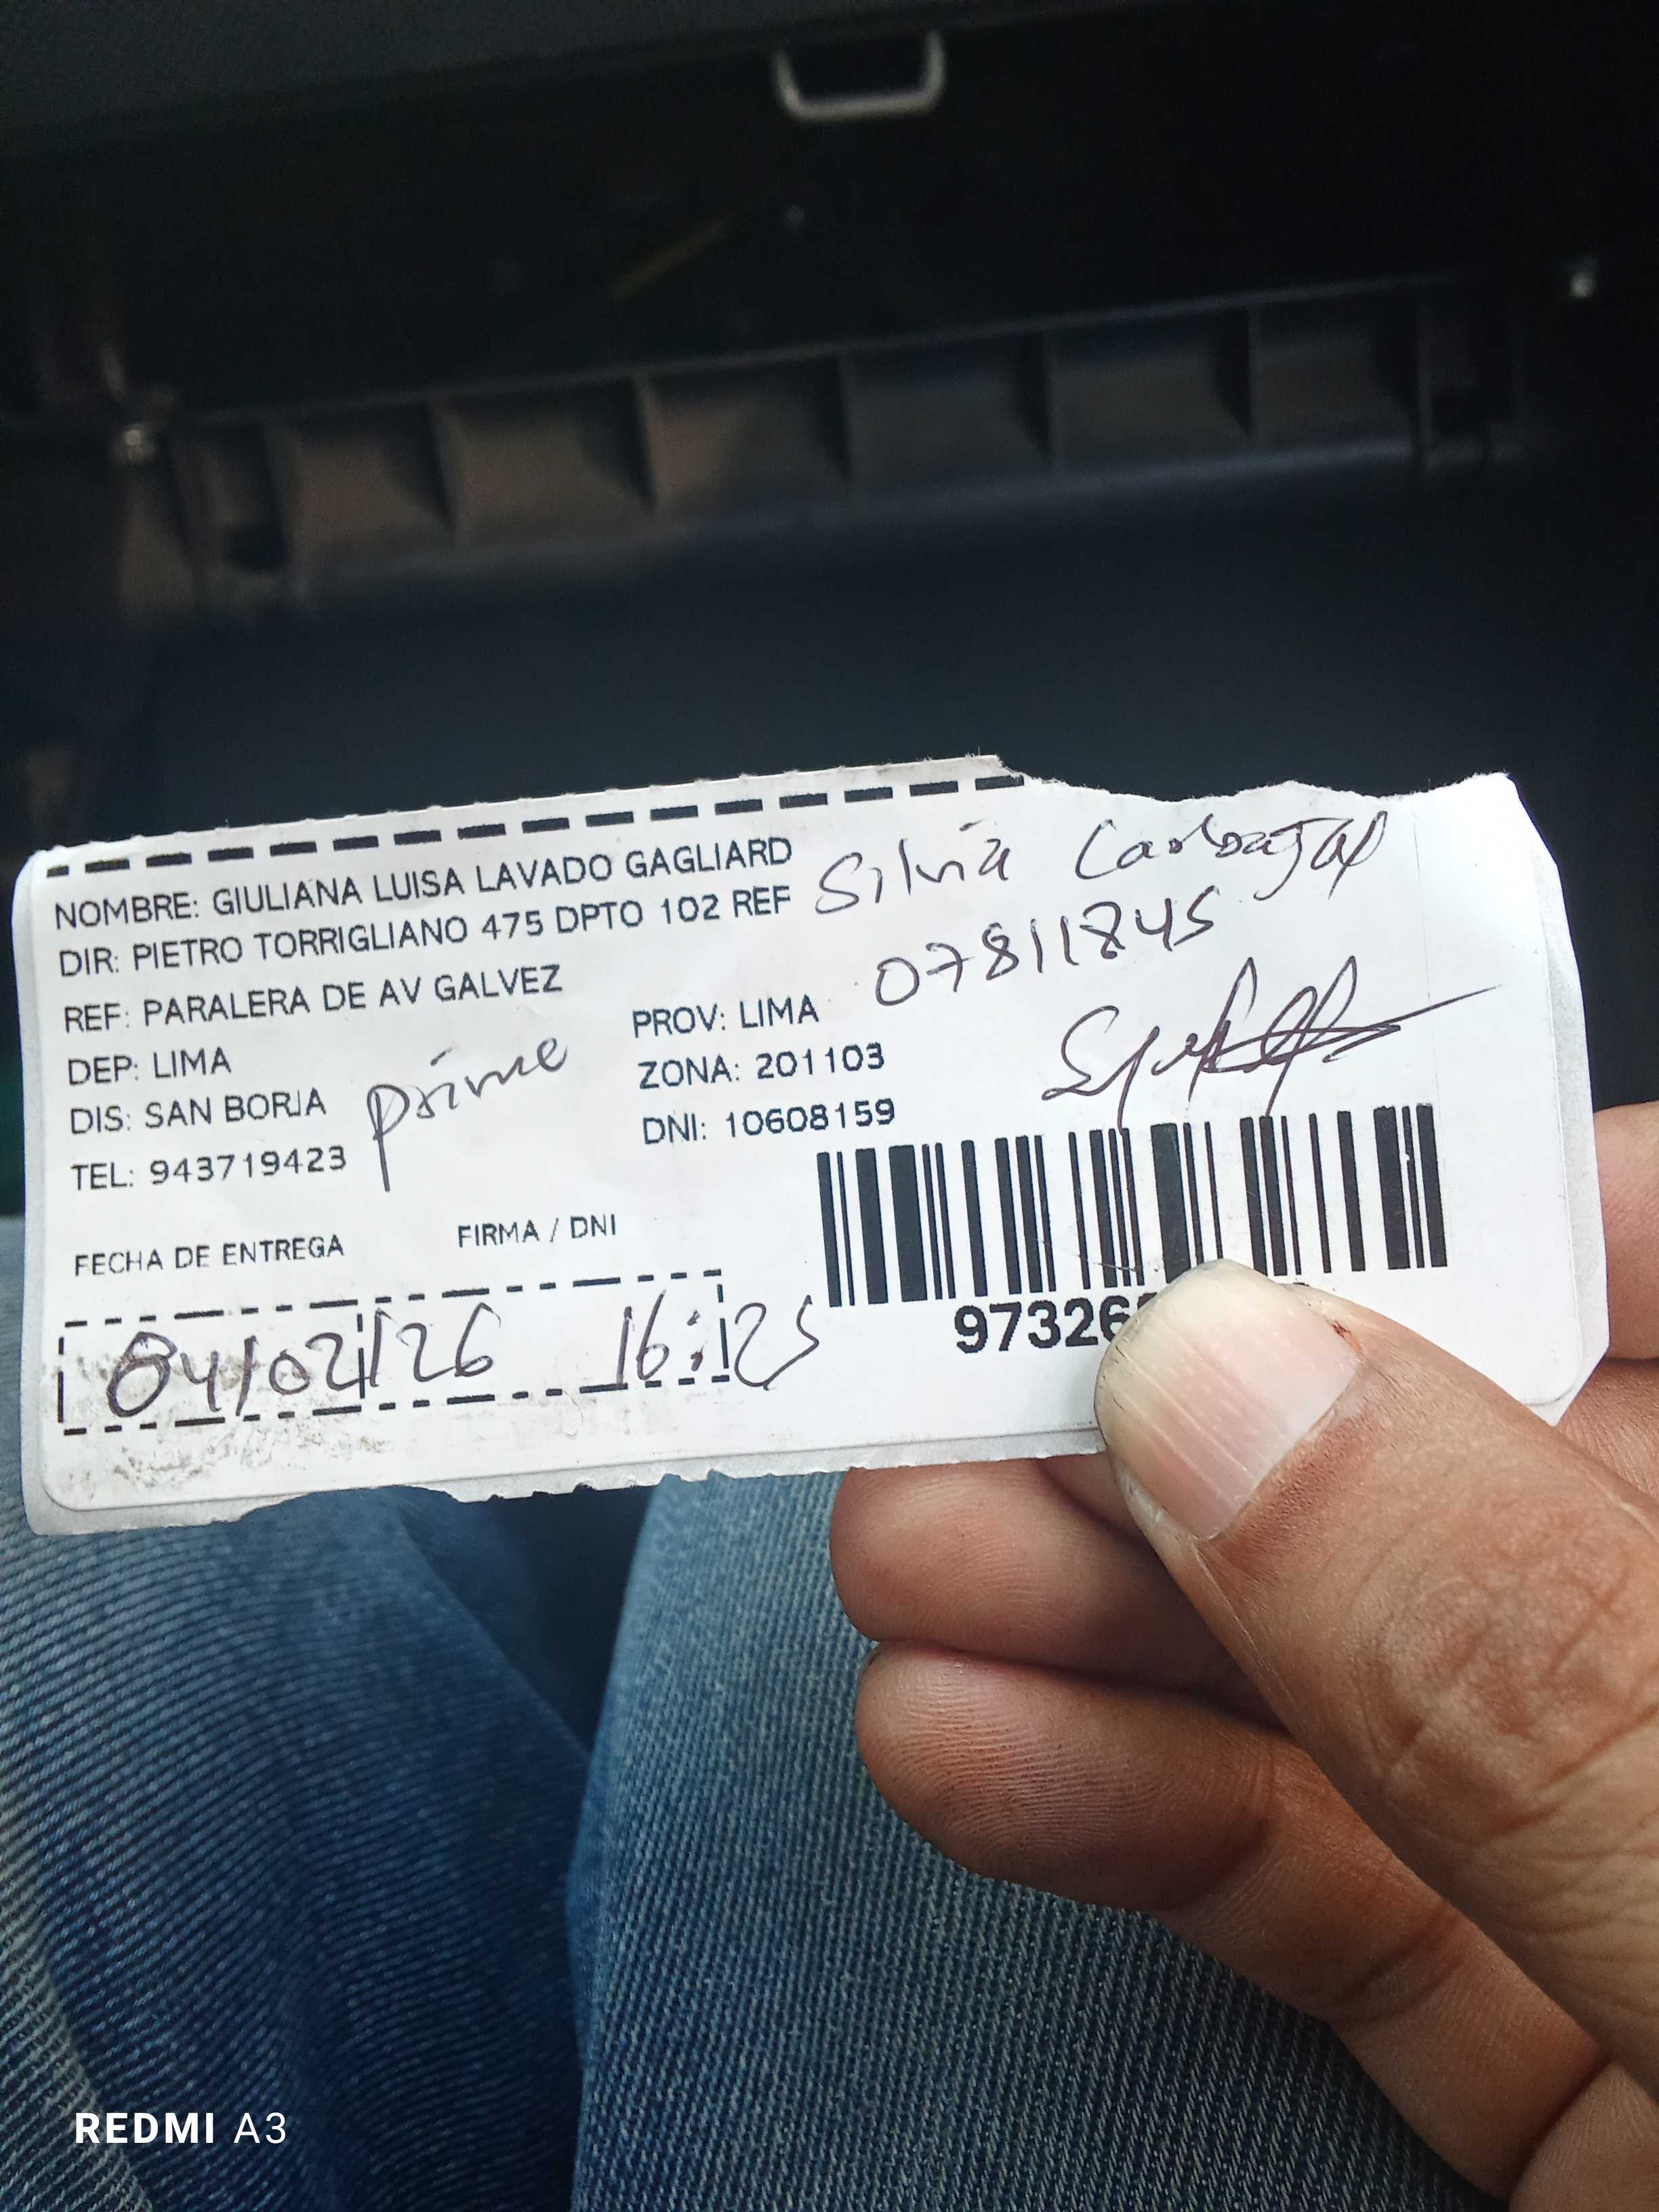 NOMBRE: GIULIANA LUISA LAVADO GAGLIARD
DIR: PIETRO TORRIGLIANO 475 DPTO 102 REF
REF: PARALERA DE AV GALVEZ
DEP: LIMA
PROV: LIMA
DIS: SAN BORJA
ZONA: 201103
TEL: 943719423
DNI: 10608159
prime
Silvia Carbajal
07811845
FECHA DE ENTREGA
FIRMA / DNI
04/02/26 16:25
97326
REDMI A3